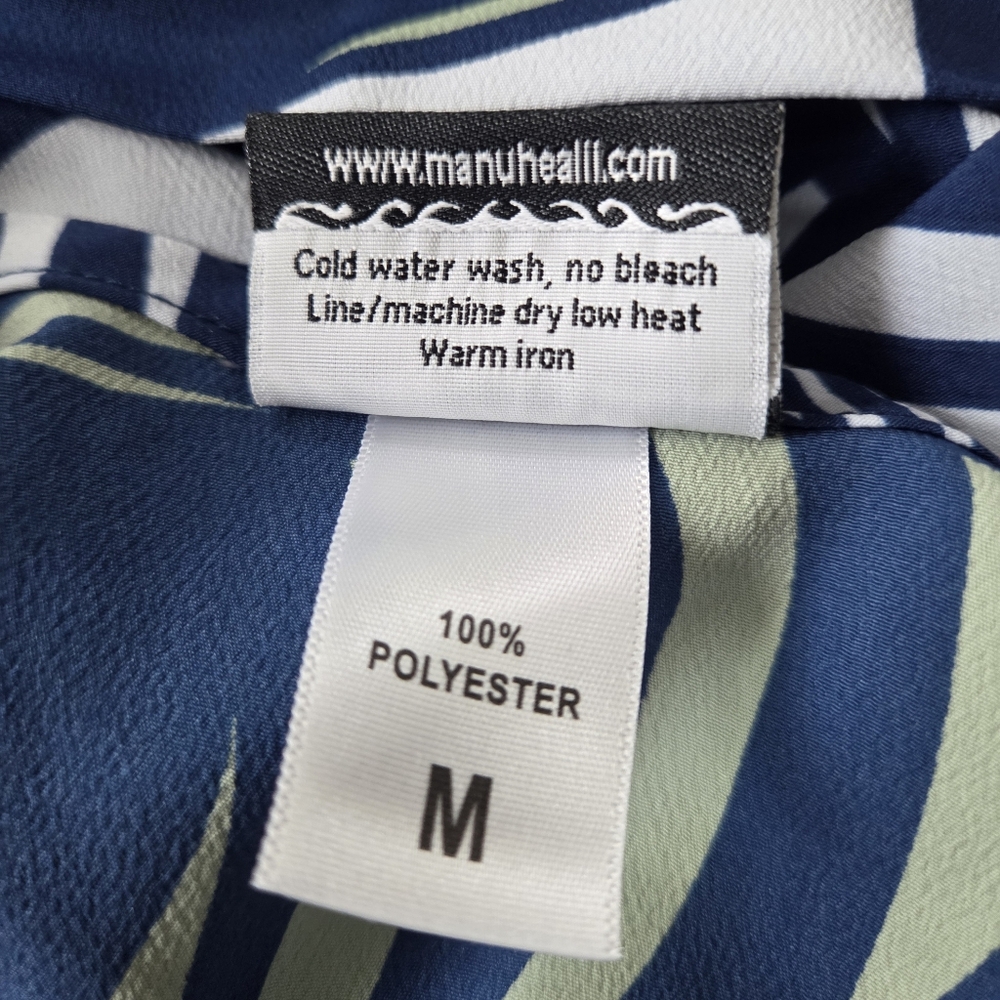 www.manuhealii.com
Cold water wash, no bleach
Line/machine dry low heat
Warm iron
100%
POLYESTER
M